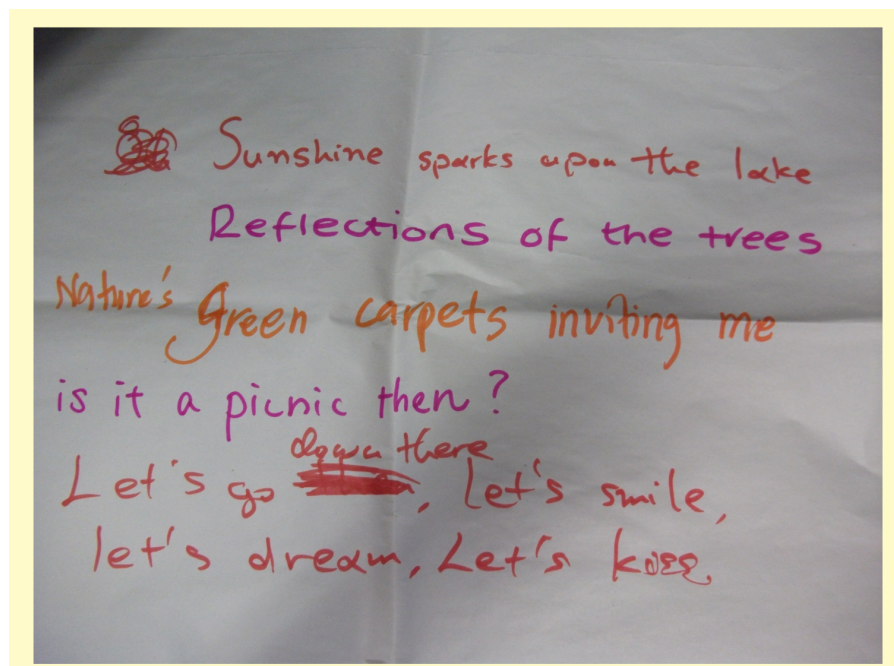 Sunshine sparks upon the lake
Reflections of the trees
Nature's green carpets inviting me
is it a picnic then?
Let's go down there, Let's smile,
let's dream, Let's